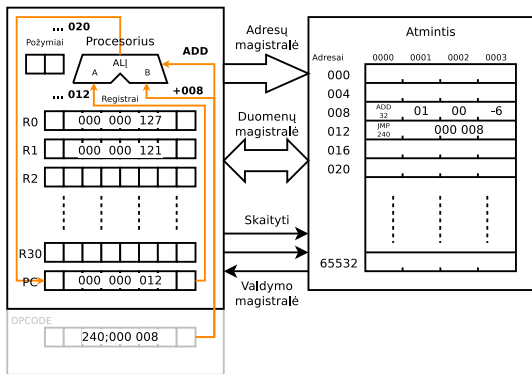 ... 020
Požymiai
Procesorius
ALĮ
A
B
ADD
+008
... 012
Registrai
R0
000 000 127
R1
000 000 121
R2
R30
PC
000 000 012
OPCODE
240;000 008
Adresų
magistralė
Duomenų
magistralė
Skaityti
Valdymo
magistralė
Atmintis
Adresai
0000 0001 0002 0003
000
004
008
ADD
32
01 00 -6
012
JMP
240
000 008
016
020
65532